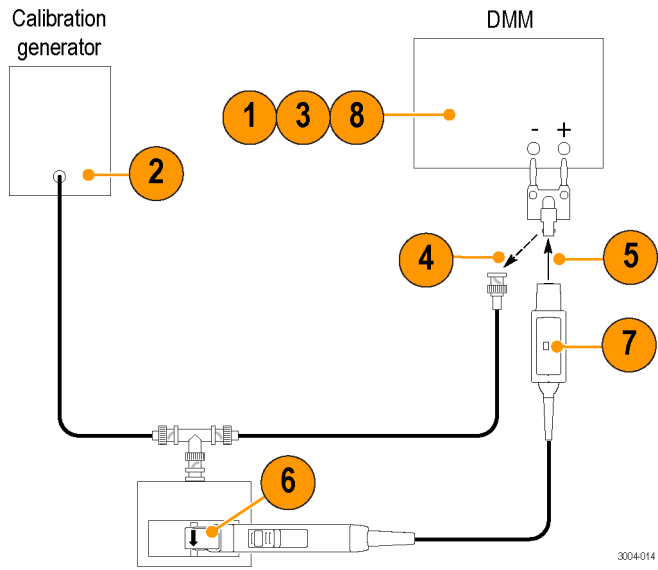 Calibration
generator
DMM
1 3 8
- +
2
4
5
7
6
3004-014